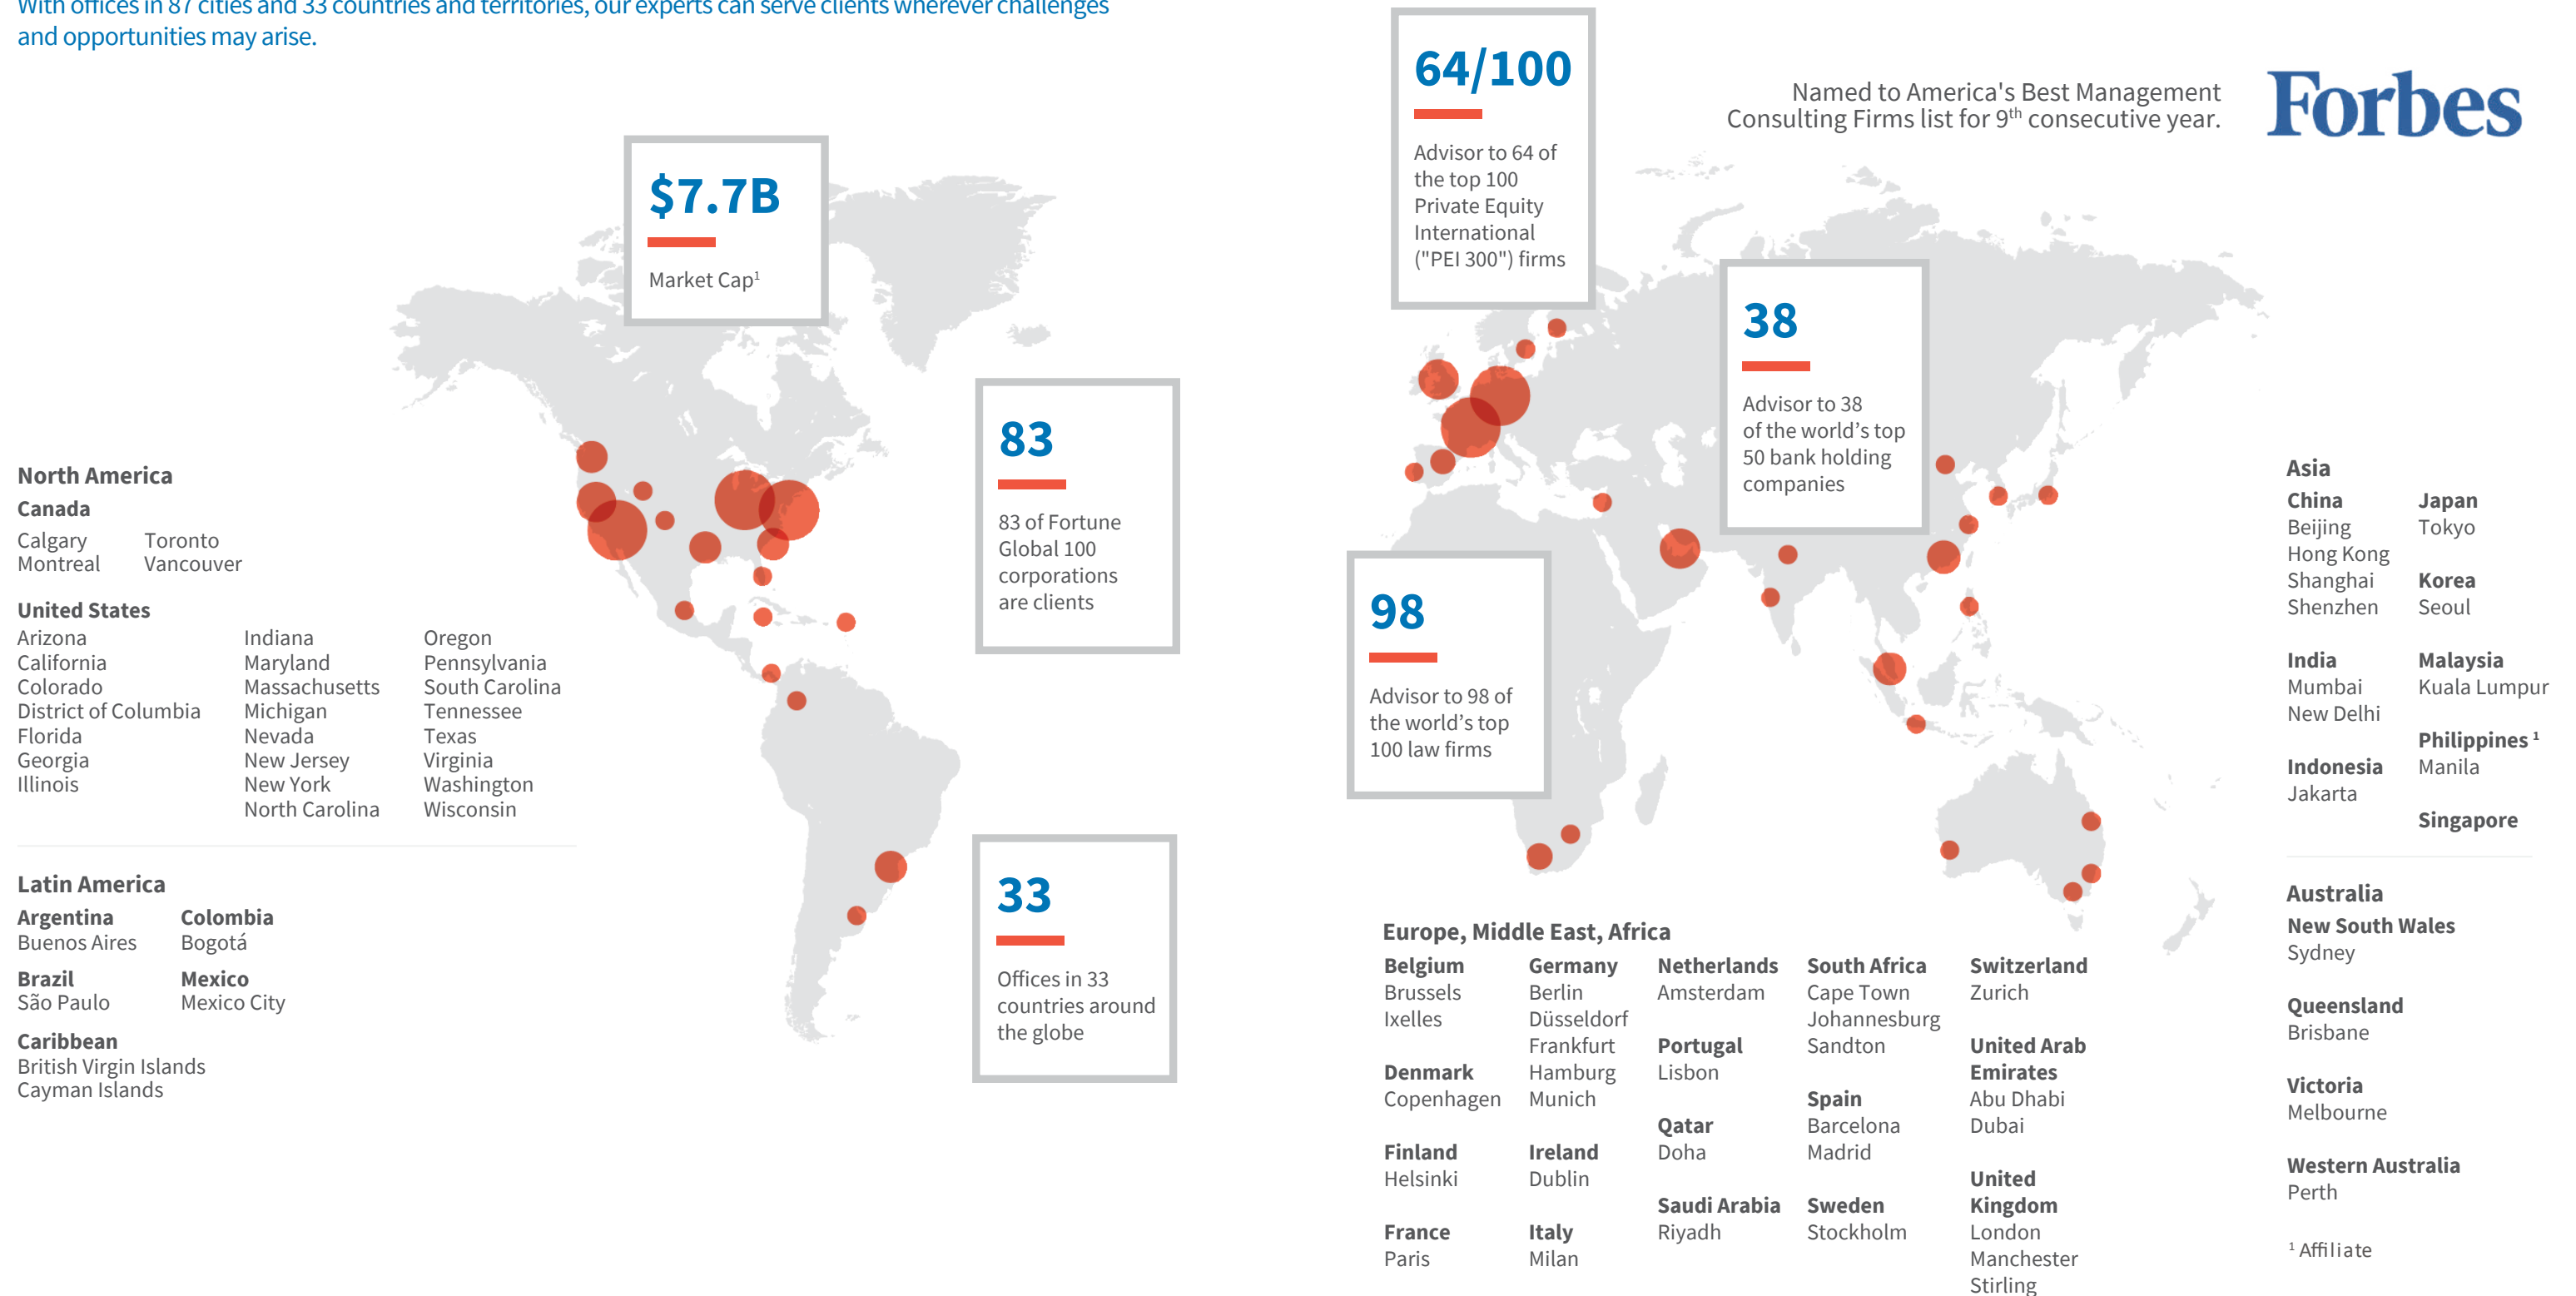 With offices in 87 cities and 33 countries and territories, our experts can serve clients wherever challenges
and opportunities may arise.
$7.7B
Market Cap¹
83
83 of Fortune
Global 100
corporations
are clients
33
Offices in 33
countries around
the globe
North America
Canada
Calgary Toronto
Montreal Vancouver
United States
Arizona Indiana Oregon
California Maryland Pennsylvania
Colorado Massachusetts South Carolina
District of Columbia Michigan Tennessee
Florida Nevada Texas
Georgia New Jersey Virginia
Illinois New York Washington
North Carolina Wisconsin
Latin America
Argentina Colombia
Buenos Aires Bogotá
Brazil Mexico
São Paulo Mexico City
Caribbean
British Virgin Islands
Cayman Islands
64/100
Advisor to 64 of
the top 100
Private Equity
International
("PEI 300") firms
Named to America's Best Management
Consulting Firms list for 9th consecutive year.
Forbes
38
Advisor to 38
of the world’s top
50 bank holding
companies
98
Advisor to 98 of
the world’s top
100 law firms
Europe, Middle East, Africa
Belgium
Brussels
Ixelles
Denmark
Copenhagen
Finland
Helsinki
France
Paris
Germany
Berlin
Düsseldorf
Frankfurt
Hamburg
Munich
Ireland
Dublin
Italy
Milan
Netherlands
Amsterdam
Portugal
Lisbon
Qatar
Doha
Saudi Arabia
Riyadh
South Africa
Cape Town
Johannesburg
Sandton
Spain
Barcelona
Madrid
Sweden
Stockholm
Switzerland
Zurich
United Arab
Emirates
Abu Dhabi
Dubai
United
Kingdom
London
Manchester
Stirling
Asia
China
Beijing
Hong Kong
Shanghai
Shenzhen
India
Mumbai
New Delhi
Indonesia
Jakarta
Japan
Tokyo
Korea
Seoul
Malaysia
Kuala Lumpur
Philippines ¹
Manila
Singapore
Australia
New South Wales
Sydney
Queensland
Brisbane
Victoria
Melbourne
Western Australia
Perth
¹ Affiliate